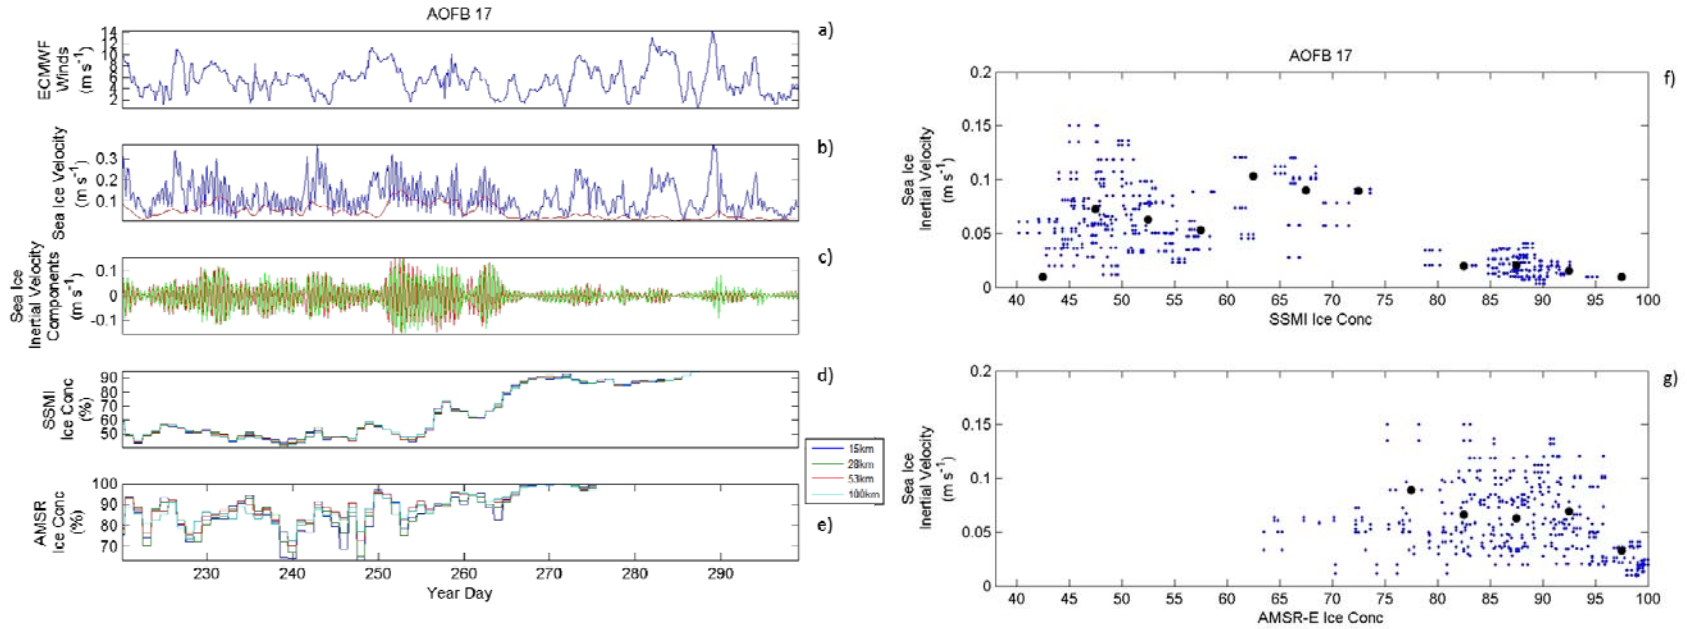 AOFB 17
a)
ECMWF
Winds
(m s⁻¹)
14
12
10
8
6
4
2
b)
Sea Ice Velocity
(m s⁻¹)
0.3
0.2
0.1
c)
Sea Ice
Inertial Velocity
Components
(m s⁻¹)
0.1
0
-0.1
d)
SSMI
Ice Conc
(%)
90
80
70
60
50
15km
28km
53km
100km
e)
AMSR
Ice Conc
(%)
100
90
80
70
230 240 250 260 270 280 290
Year Day
AOFB 17
f)
Sea Ice
Inertial Velocity
(m s⁻¹)
0.2
0.15
0.1
0.05
0
40 45 50 55 60 65 70 75 80 85 90 95 100
SSMI Ice Conc
g)
Sea Ice
Inertial Velocity
(m s⁻¹)
0.2
0.15
0.1
0.05
0
40 45 50 55 60 65 70 75 80 85 90 95 100
AMSR-E Ice Conc